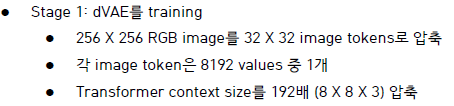 ● Stage 1: dVAE를 training
● 256 X 256 RGB image를 32 X 32 image tokens로 압축
● 각 image token은 8192 values 중 1개
● Transformer context size를 192배 (8 X 8 X 3) 압축